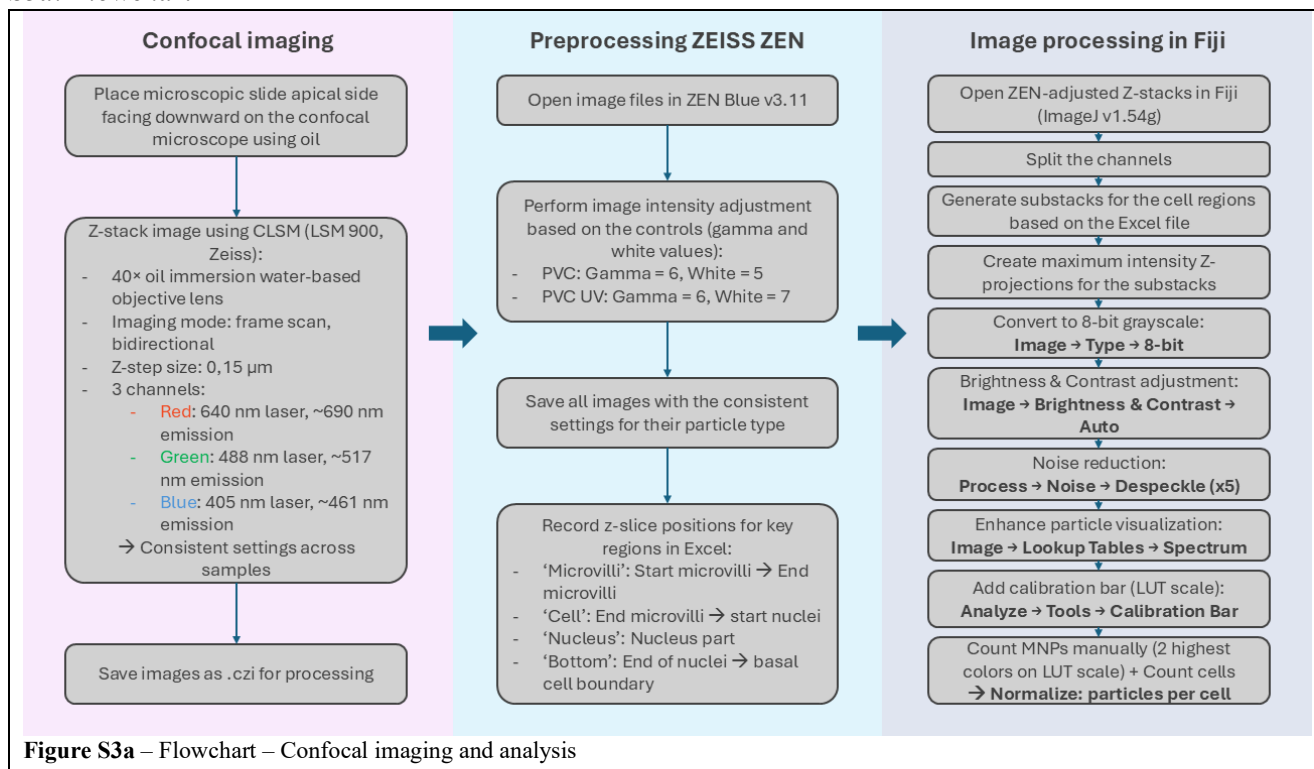 Confocal imaging
Place microscopic slide apical side
facing downward on the confocal
microscope using oil
Z-stack image using CLSM (LSM 900,
Zeiss):
- 40× oil immersion water-based
objective lens
- Imaging mode: frame scan,
bidirectional
- Z-step size: 0,15 µm
- 3 channels:
- Red: 640 nm laser, ~690 nm
emission
- Green: 488 nm laser, ~517
nm emission
- Blue: 405 nm laser, ~461 nm
emission
→ Consistent settings across
samples
Save images as .czi for processing
Preprocessing ZEISS ZEN
Open image files in ZEN Blue v3.11
Perform image intensity adjustment
based on the controls (gamma and
white values):
- PVC: Gamma = 6, White = 5
- PVC UV: Gamma = 6, White = 7
Save all images with the consistent
settings for their particle type
Record z-slice positions for key
regions in Excel:
- ‘Microvilli’: Start microvilli → End
microvilli
- ‘Cell’: End microvilli → start nuclei
- ‘Nucleus’: Nucleus part
- ‘Bottom’: End of nuclei → basal
cell boundary
Image processing in Fiji
Open ZEN-adjusted Z-stacks in Fiji
(ImageJ v1.54g)
Split the channels
Generate substacks for the cell regions
based on the Excel file
Create maximum intensity Z-
projections for the substacks
Convert to 8-bit grayscale:
Image → Type → 8-bit
Brightness & Contrast adjustment:
Image → Brightness & Contrast →
Auto
Noise reduction:
Process → Noise → Despeckle (x5)
Enhance particle visualization:
Image → Lookup Tables → Spectrum
Add calibration bar (LUT scale):
Analyze → Tools → Calibration Bar
Count MNPs manually (2 highest
colors on LUT scale) + Count cells
→ Normalize: particles per cell
Figure S3a – Flowchart – Confocal imaging and analysis